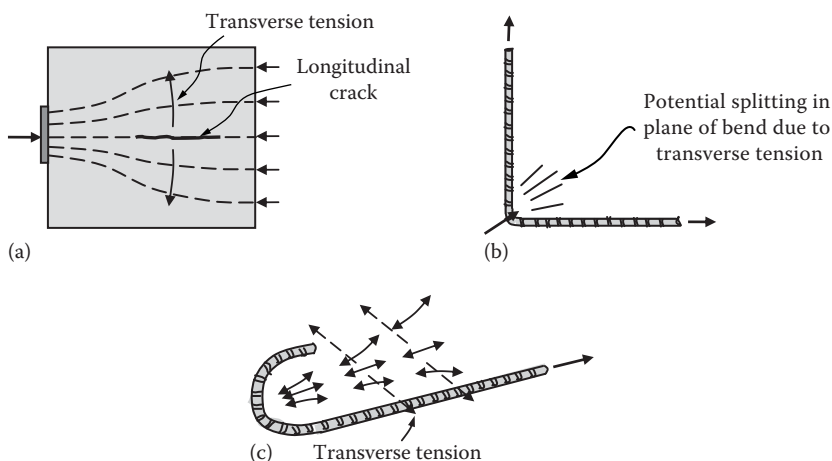 Transverse tension
Longitudinal
crack
(a)
Potential splitting in
plane of bend due to
transverse tension
(b)
(c)
Transverse tension